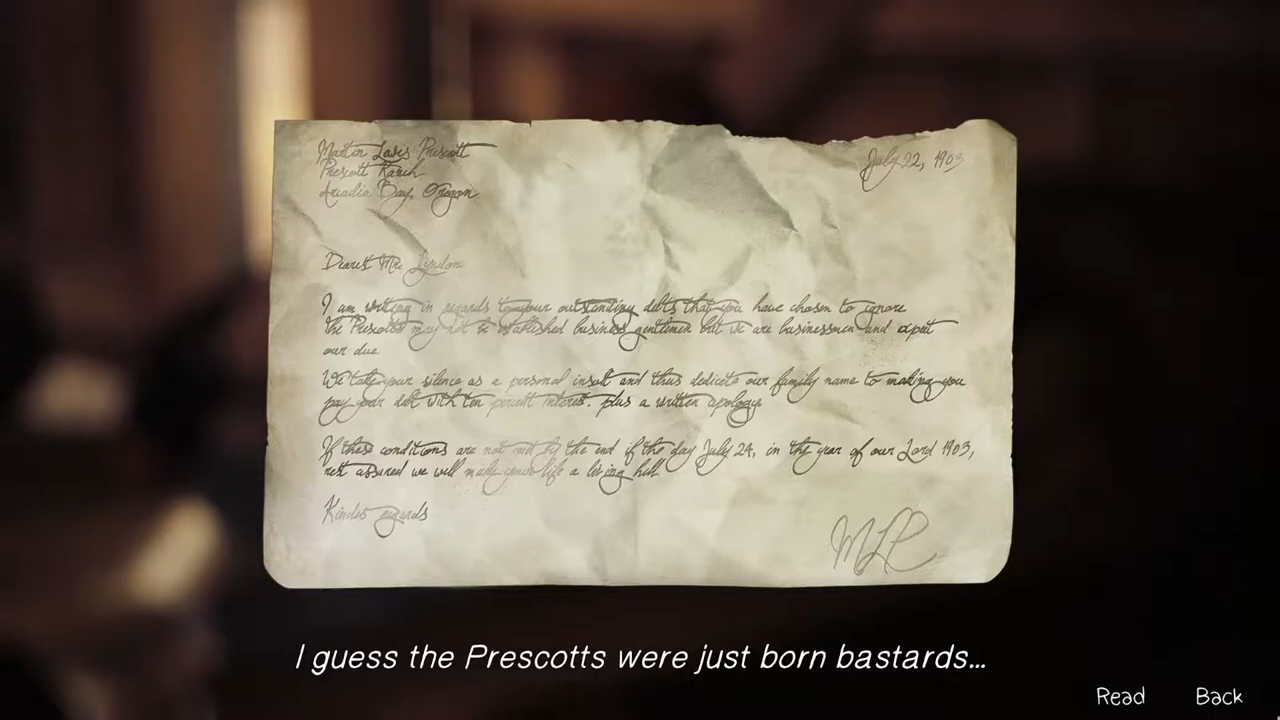 Martin Lewis Prescott
July 22, 1903
Prescott Ranch
Arcadia Bay, Oregon
Dearest Mr. Lyndon
I am writing in regards to your outstanding debts that you have chosen to ignore
The Prescotts may not be established business gentlemen but we are businessmen and expect
our due.
We take your silence as a personal insult and thus dedicate our family name to making you
pay your debt with ten percent interest. plus a written apology.
If these conditions are not met by the end if the day July 24, in the year of our Lord 1903,
rest assured we will make your life a living hell.
Kindes regards
MLP
I guess the Prescotts were just born bastards...
Read Back